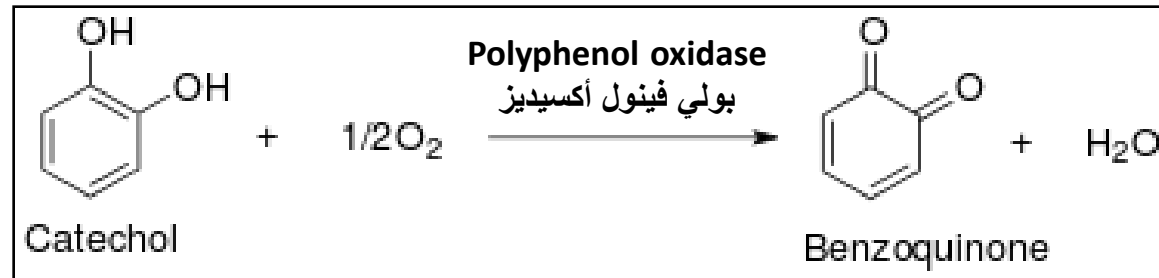 OH
OH
Polyphenol oxidase
بولي فينول أكسيديز
+ 1/2O₂
O
O
+ H₂O
Catechol
Benzoquinone